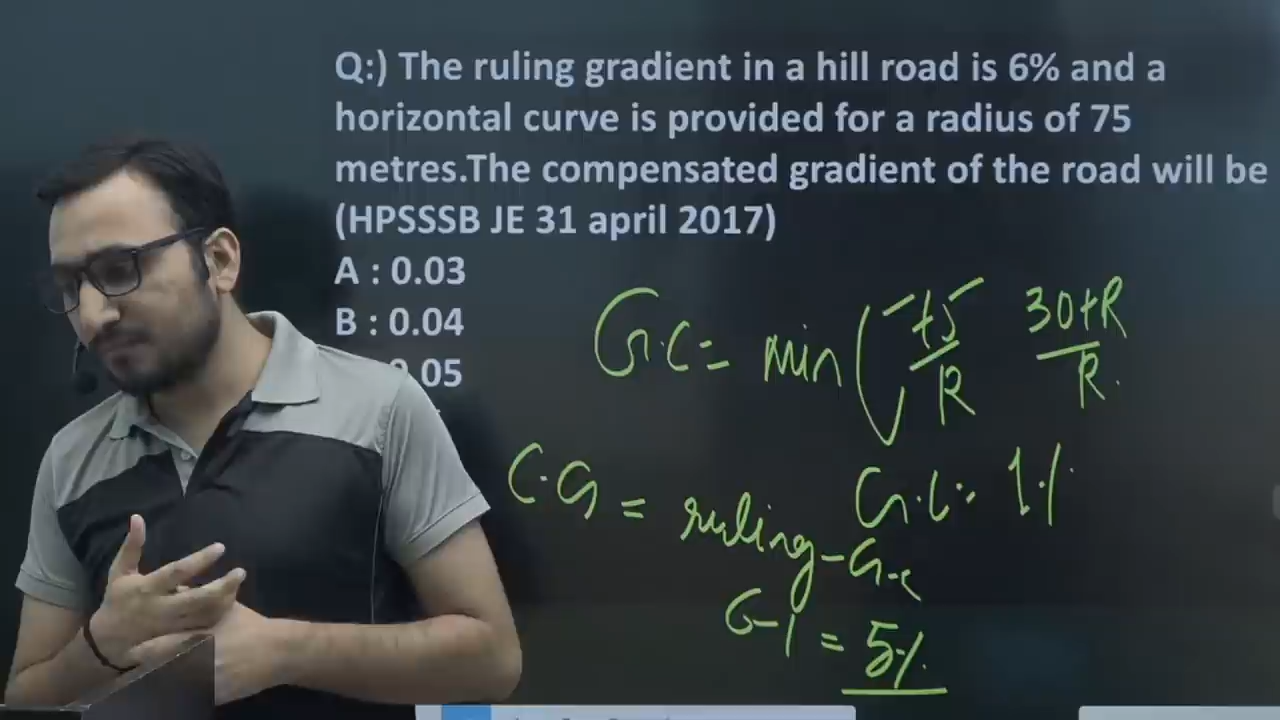 Q:) The ruling gradient in a hill road is 6% and a
horizontal curve is provided for a radius of 75
metres.The compensated gradient of the road will be
(HPSSSB JE 31 april 2017)
A : 0.03
B : 0.04
0.05
G.C = min ( 75/R 30+R/R
G.C = 1%
C.G = ruling - G.C
6-1 = 5%